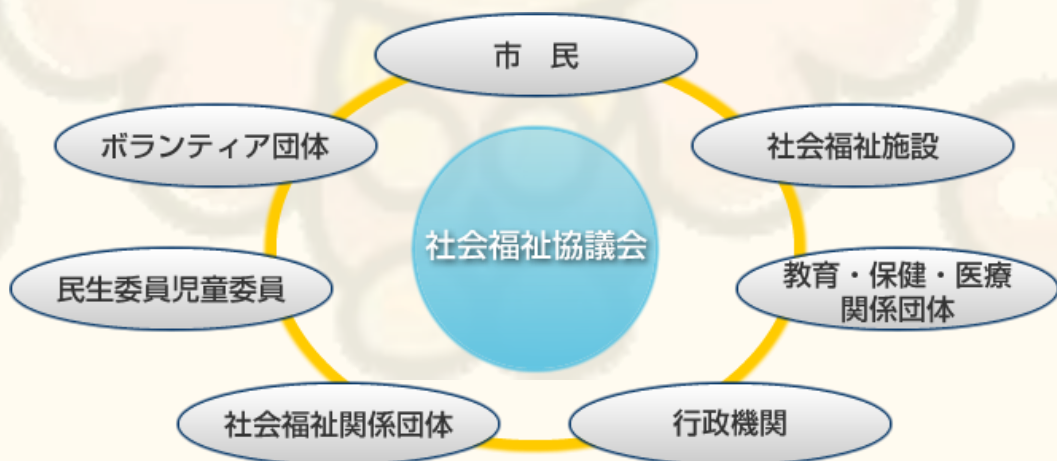 市　民
ボランティア団体
社会福祉施設
社会福祉協議会
民生委員児童委員
教育・保健・医療
関係団体
社会福祉関係団体
行政機関